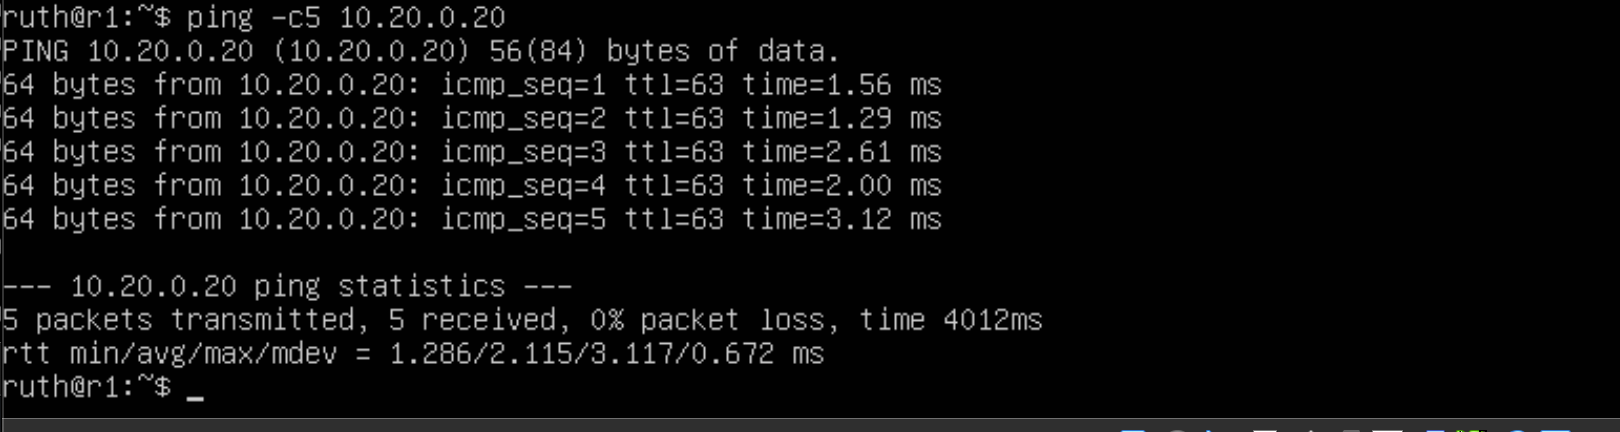 ruth@r1:~$ ping -c5 10.20.0.20
PING 10.20.0.20 (10.20.0.20) 56(84) bytes of data.
64 bytes from 10.20.0.20: icmp_seq=1 ttl=63 time=1.56 ms
64 bytes from 10.20.0.20: icmp_seq=2 ttl=63 time=1.29 ms
64 bytes from 10.20.0.20: icmp_seq=3 ttl=63 time=2.61 ms
64 bytes from 10.20.0.20: icmp_seq=4 ttl=63 time=2.00 ms
64 bytes from 10.20.0.20: icmp_seq=5 ttl=63 time=3.12 ms
--- 10.20.0.20 ping statistics ---
5 packets transmitted, 5 received, 0% packet loss, time 4012ms
rtt min/avg/max/mdev = 1.286/2.115/3.117/0.672 ms
ruth@r1:~$ _